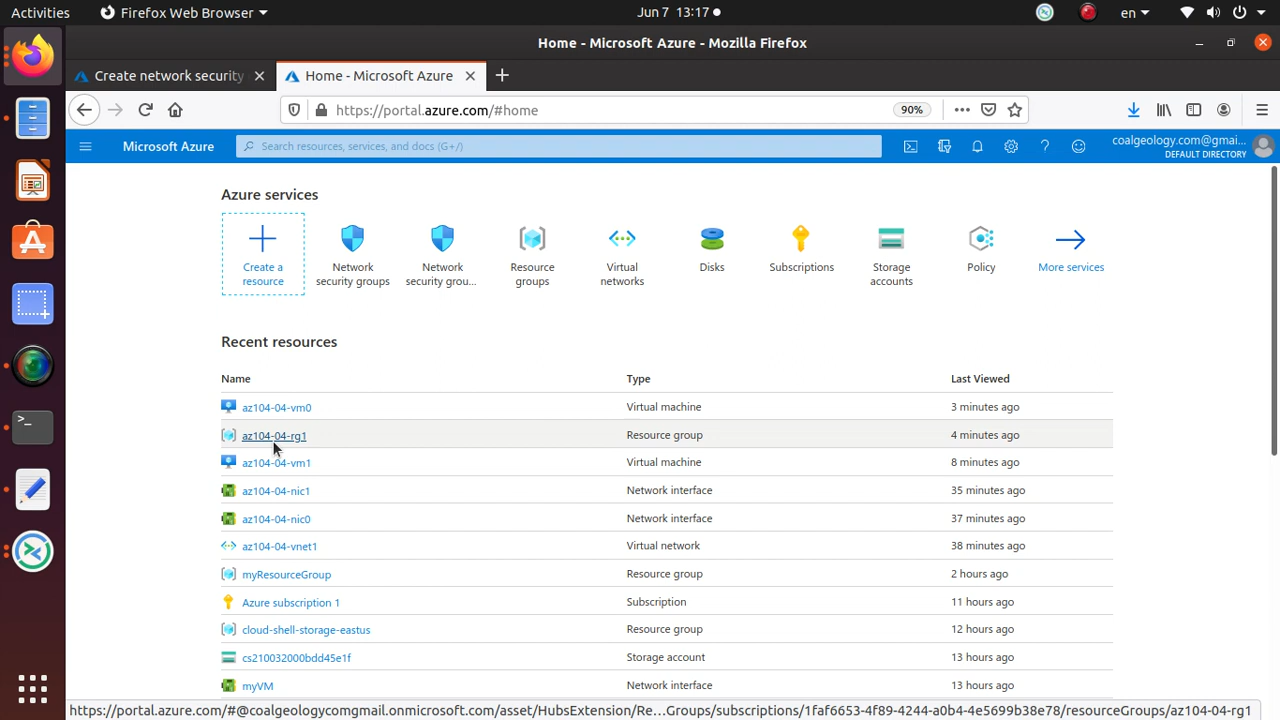 Activities Firefox Web Browser Jun 7 13:17 en
Home - Microsoft Azure - Mozilla Firefox
Create network security Home - Microsoft Azure
https://portal.azure.com/#home 90%
Microsoft Azure Search resources, services, and docs (G+/) coalgeology.com@gmai...
DEFAULT DIRECTORY
Azure services
Create a resource
Network security groups
Network security grou...
Resource groups
Virtual networks
Disks
Subscriptions
Storage accounts
Policy
More services
Recent resources
Name Type Last Viewed
az104-04-vm0 Virtual machine 3 minutes ago
az104-04-rg1 Resource group 4 minutes ago
az104-04-vm1 Virtual machine 8 minutes ago
az104-04-nic1 Network interface 35 minutes ago
az104-04-nic0 Network interface 37 minutes ago
az104-04-vnet1 Virtual network 38 minutes ago
myResourceGroup Resource group 2 hours ago
Azure subscription 1 Subscription 11 hours ago
cloud-shell-storage-eastus Resource group 12 hours ago
cs210032000bdd45e1f Storage account 13 hours ago
myVM Network interface 13 hours ago
https://portal.azure.com/#@coalgeologycomgmail.onmicrosoft.com/asset/HubsExtension/Re…Groups/subscriptions/1faf6653-4f89-4244-a0b4-4e5699b38e78/resourceGroups/az104-04-rg1